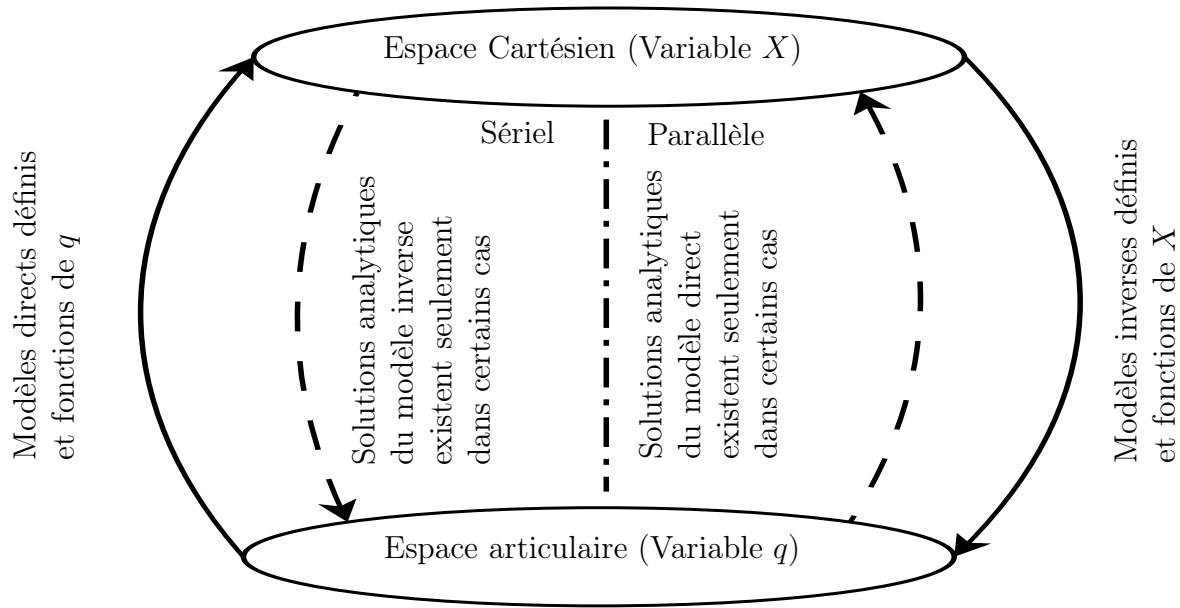 Espace Cartésien (Variable X)
Sériel
Parallèle
Modèles directs définis
et fonctions de q
Solutions analytiques
du modèle inverse
existent seulement
dans certains cas
Solutions analytiques
du modèle direct
existent seulement
dans certains cas
Modèles inverses définis
et fonctions de X
Espace articulaire (Variable q)